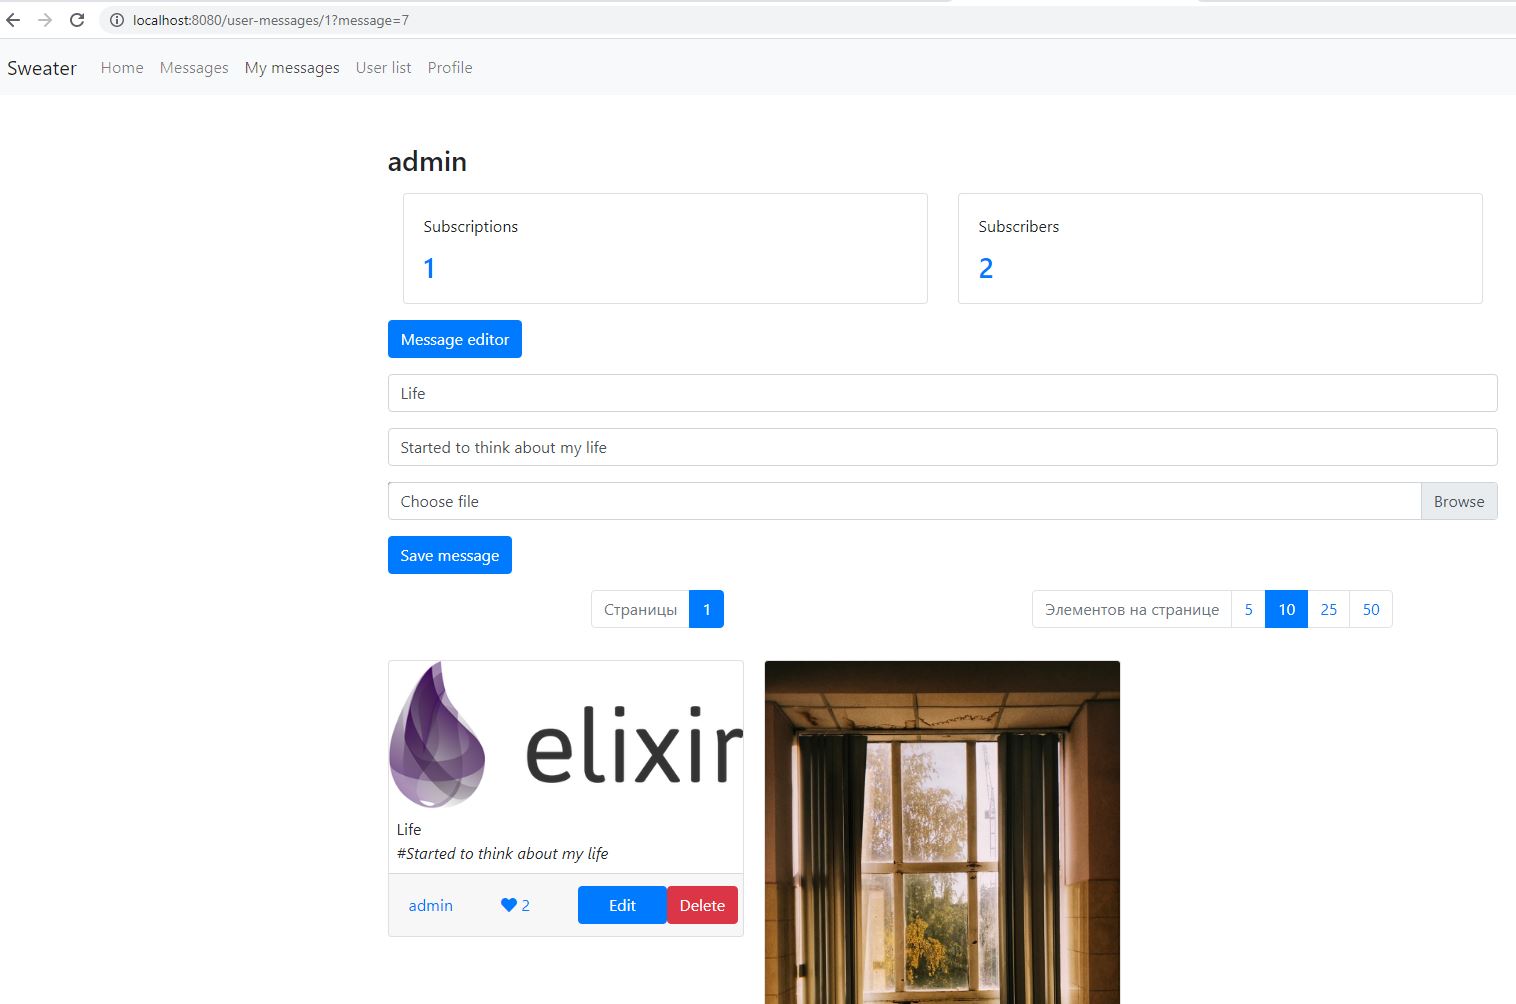 localhost:8080/user-messages/1?message=7
Sweater Home Messages My messages User list Profile
admin
Subscriptions
1
Subscribers
2
Message editor
Life
Started to think about my life
Choose file Browse
Save message
Страницы 1
Элементов на странице 5 10 25 50
elixir
Life
#Started to think about my life
admin 2 Edit Delete